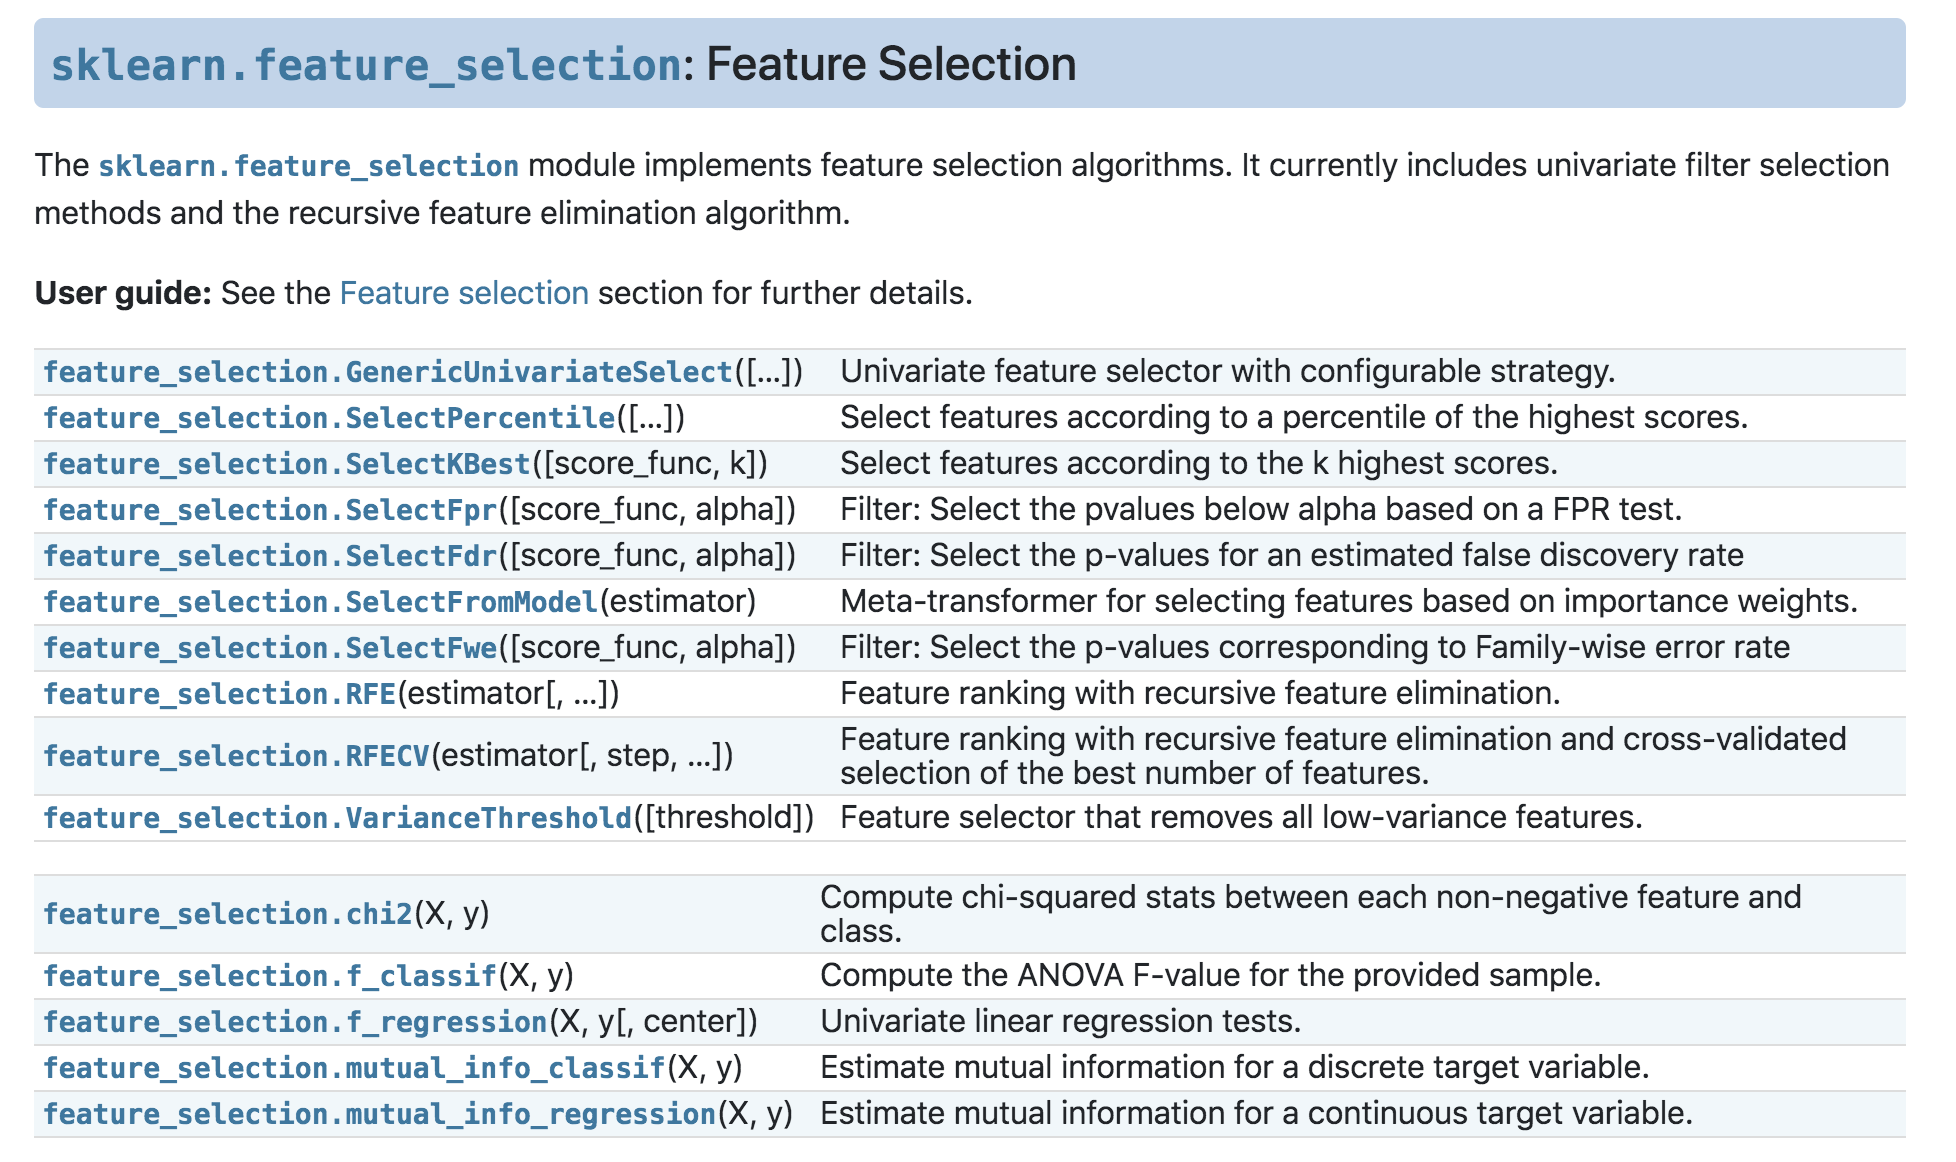 sklearn.feature_selection: Feature Selection
The sklearn.feature_selection module implements feature selection algorithms. It currently includes univariate filter selection
methods and the recursive feature elimination algorithm.
User guide: See the Feature selection section for further details.
feature_selection.GenericUnivariateSelect([...]) Univariate feature selector with configurable strategy.
feature_selection.SelectPercentile([...]) Select features according to a percentile of the highest scores.
feature_selection.SelectKBest([score_func, k]) Select features according to the k highest scores.
feature_selection.SelectFpr([score_func, alpha]) Filter: Select the pvalues below alpha based on a FPR test.
feature_selection.SelectFdr([score_func, alpha]) Filter: Select the p-values for an estimated false discovery rate
feature_selection.SelectFromModel(estimator) Meta-transformer for selecting features based on importance weights.
feature_selection.SelectFwe([score_func, alpha]) Filter: Select the p-values corresponding to Family-wise error rate
feature_selection.RFE(estimator[, ...]) Feature ranking with recursive feature elimination.
feature_selection.RFECV(estimator[, step, ...]) Feature ranking with recursive feature elimination and cross-validated
selection of the best number of features.
feature_selection.VarianceThreshold([threshold]) Feature selector that removes all low-variance features.
feature_selection.chi2(X, y) Compute chi-squared stats between each non-negative feature and
class.
feature_selection.f_classif(X, y) Compute the ANOVA F-value for the provided sample.
feature_selection.f_regression(X, y[, center]) Univariate linear regression tests.
feature_selection.mutual_info_classif(X, y) Estimate mutual information for a discrete target variable.
feature_selection.mutual_info_regression(X, y) Estimate mutual information for a continuous target variable.